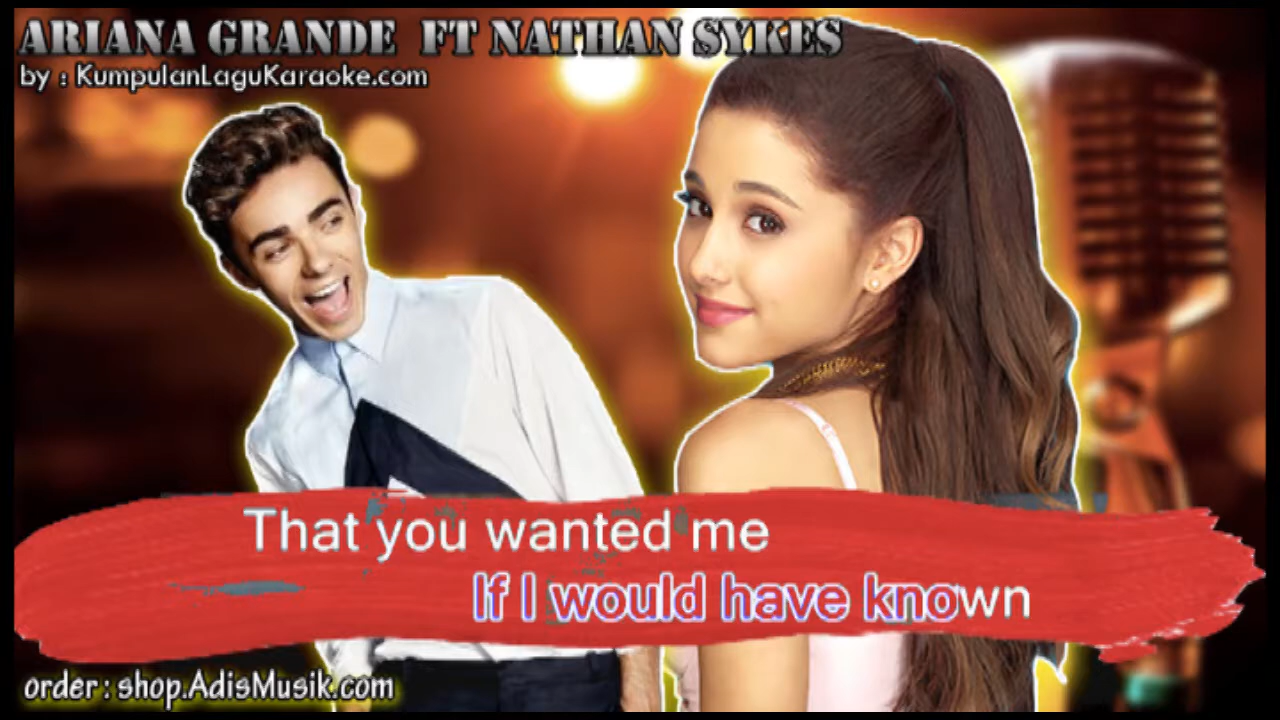 ARIANA GRANDE FT NATHAN SYKES
by : KumpulanLaguKaraoke.com
That you wanted me
If I would have known
order : shop.AdisMusik.com